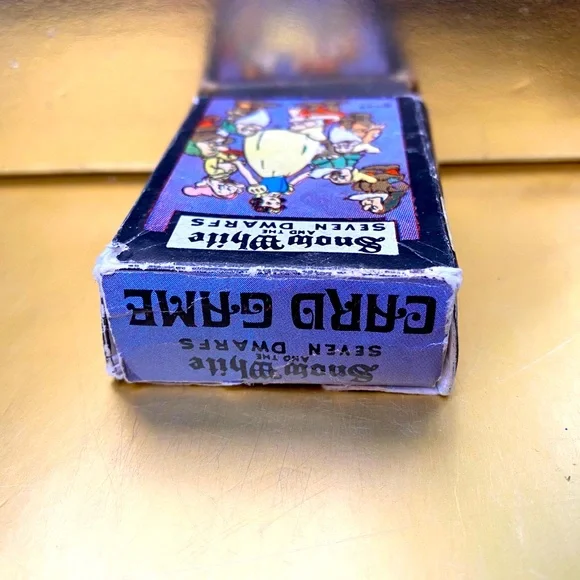 Snow White
AND THE
SEVEN DWARFS
CARD GAME
Snow White
AND THE
SEVEN DWARFS